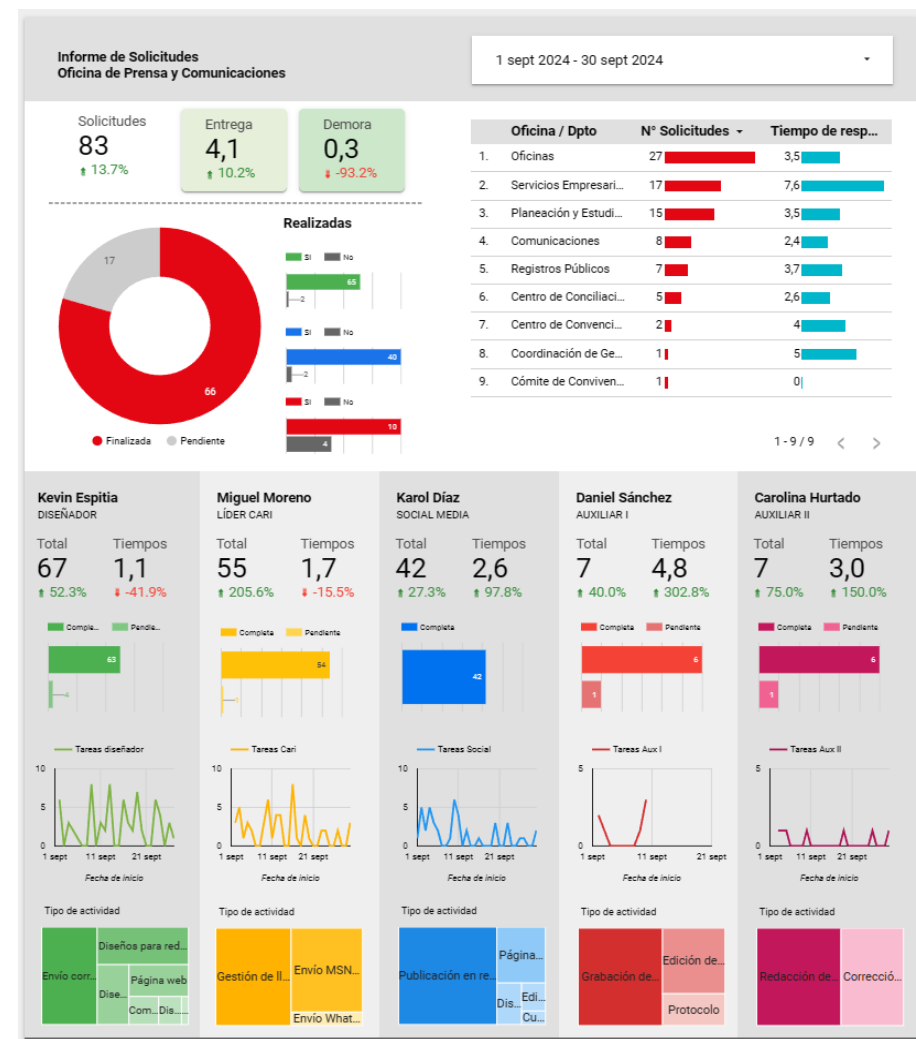 Informe de Solicitudes
Oficina de Prensa y Comunicaciones
1 sept 2024 - 30 sept 2024
Solicitudes
83
13.7%
Entrega
4,1
10.2%
Demora
0,3
-93.2%
Oficina / Dpto N° Solicitudes Tiempo de resp...
1. Oficinas 27 3,5
2. Servicios Empresari... 17 7,6
3. Planeación y Estudi... 15 3,5
4. Comunicaciones 8 2,4
5. Registros Públicos 7 3,7
6. Centro de Conciliaci... 5 2,6
7. Centro de Convenci... 2 4
8. Coordinación de Ge... 1 5
9. Cómite de Conviven... 1 0
1 - 9 / 9
17
66
Finalizada Pendiente
Realizadas
SI No
65
2
SI No
40
2
SI No
10
4
Kevin Espitia
DISEÑADOR
Total Tiempos
67 1,1
52.3% -41.9%
Comple... Pendie...
63
4
Tareas diseñador
10
5
0
1 sept 11 sept 21 sept
Fecha de inicio
Tipo de actividad
Envío corr...
Diseños para red...
Dise...
Página web
Com...
Dis...
Miguel Moreno
LÍDER CARI
Total Tiempos
55 1,7
205.6% -15.5%
Completa Pendiente
54
Tareas Cari
10
5
0
1 sept 11 sept 21 sept
Fecha de inicio
Tipo de actividad
Gestión de ll...
Envío MSN...
Envío What...
Karol Díaz
SOCIAL MEDIA
Total Tiempos
42 2,6
27.3% 97.8%
Completa
42
Tareas Social
10
5
0
1 sept 11 sept 21 sept
Fecha de inicio
Tipo de actividad
Publicación en re...
Página...
Dis...
Edi...
Cu...
Daniel Sánchez
AUXILIAR I
Total Tiempos
7 4,8
40.0% 302.8%
Completa Pendiente
6
1
Tareas Aux I
5
0
1 sept 11 sept 21 sept
Fecha de inicio
Tipo de actividad
Grabación de...
Edición de...
Protocolo
Carolina Hurtado
AUXILIAR II
Total Tiempos
7 3,0
75.0% 150.0%
Completa Pendiente
6
1
Tareas Aux II
5
0
1 sept 11 sept 21 sept
Fecha de inicio
Tipo de actividad
Redacción de...
Correcció...